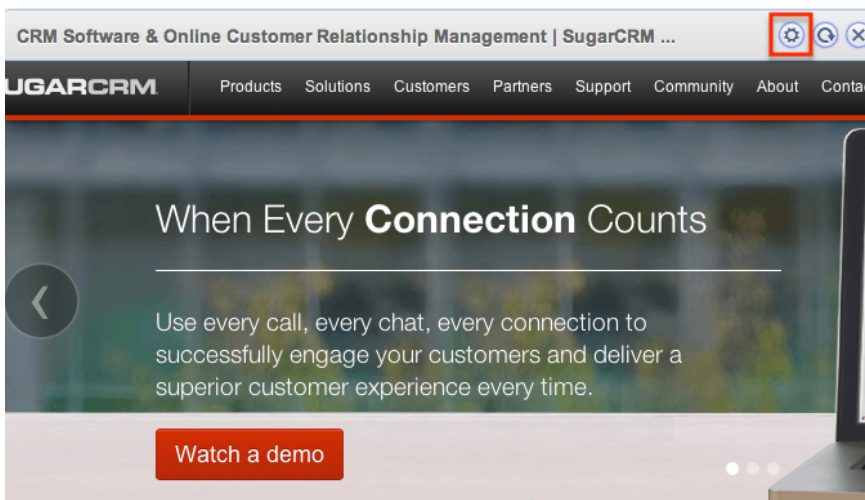 CRM Software & Online Customer Relationship Management | SugarCRM ...
UGARCRM Products Solutions Customers Partners Support Community About Conta
When Every Connection Counts
Use every call, every chat, every connection to
successfully engage your customers and deliver a
superior customer experience every time.
Watch a demo